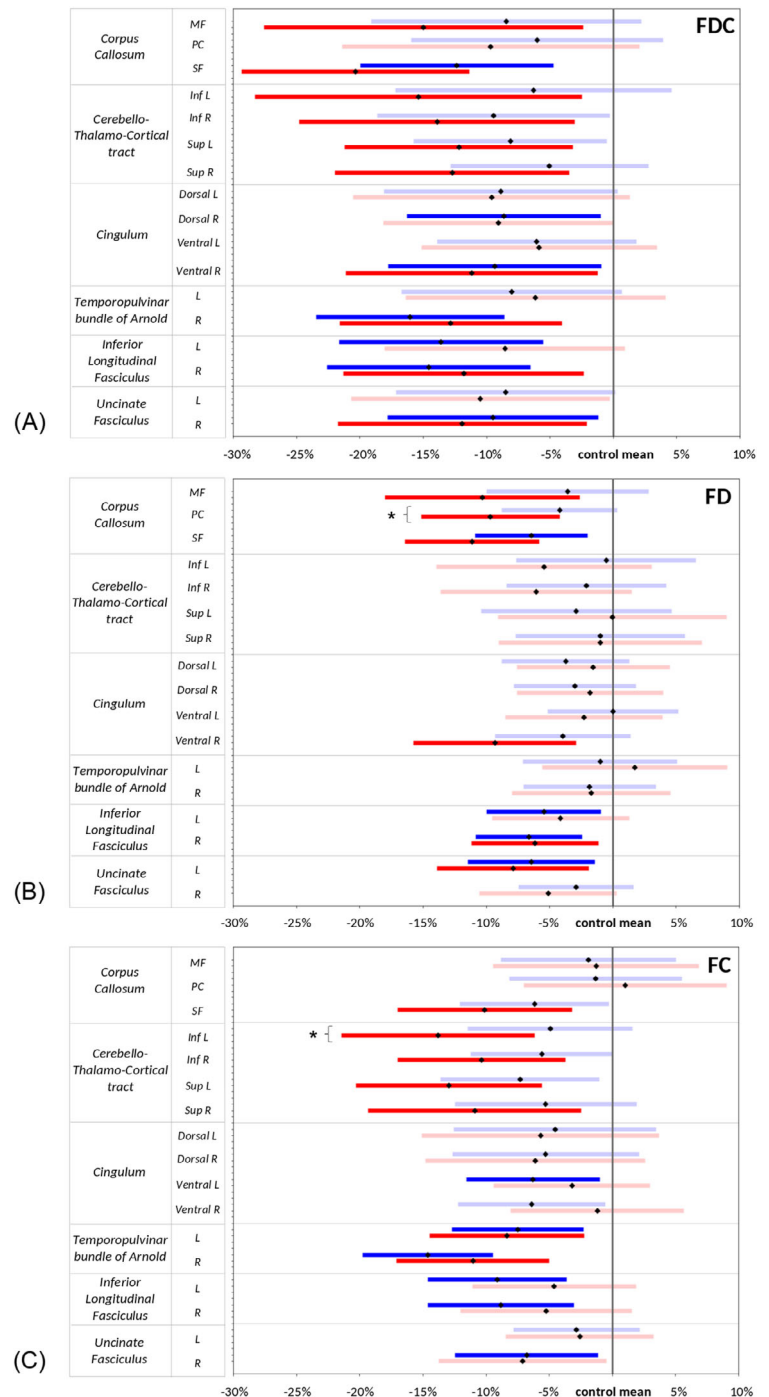 FDC
Corpus
Callosum
MF
PC
SF
Cerebello-
Thalamo-Cortical
tract
Inf L
Inf R
Sup L
Sup R
Cingulum
Dorsal L
Dorsal R
Ventral L
Ventral R
Temporopulvinar
bundle of Arnold
L
R
Inferior
Longitudinal
Fasciculus
L
R
Uncinate
Fasciculus
L
R
(A)
-30% -25% -20% -15% -10% -5% control mean 5% 10%
FD
Corpus
Callosum
MF
PC
SF
*
Cerebello-
Thalamo-Cortical
tract
Inf L
Inf R
Sup L
Sup R
Cingulum
Dorsal L
Dorsal R
Ventral L
Ventral R
Temporopulvinar
bundle of Arnold
L
R
Inferior
Longitudinal
Fasciculus
L
R
Uncinate
Fasciculus
L
R
(B)
-30% -25% -20% -15% -10% -5% control mean 5% 10%
FC
Corpus
Callosum
MF
PC
SF
Cerebello-
Thalamo-Cortical
tract
Inf L
Inf R
Sup L
Sup R
*
Cingulum
Dorsal L
Dorsal R
Ventral L
Ventral R
Temporopulvinar
bundle of Arnold
L
R
Inferior
Longitudinal
Fasciculus
L
R
Uncinate
Fasciculus
L
R
(C)
-30% -25% -20% -15% -10% -5% control mean 5% 10%